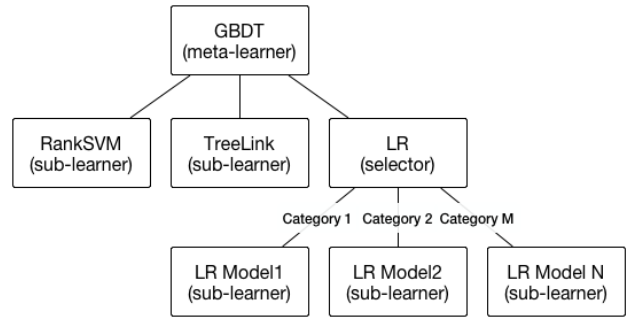 GBDT
(meta-learner)
RankSVM
(sub-learner)
TreeLink
(sub-learner)
LR
(selector)
Category 1
Category 2
Category M
LR Model1
(sub-learner)
LR Model2
(sub-learner)
LR Model N
(sub-learner)